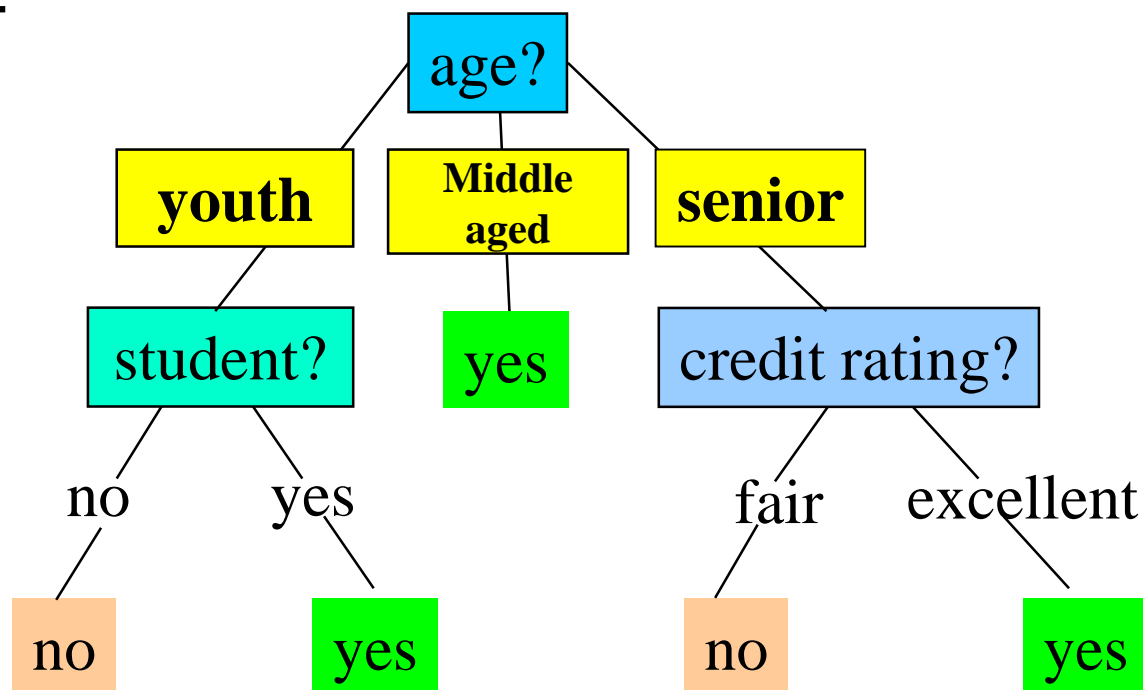 age?
youth
Middle
aged
senior
student?
yes
credit rating?
no
yes
fair
excellent
no
yes
no
yes